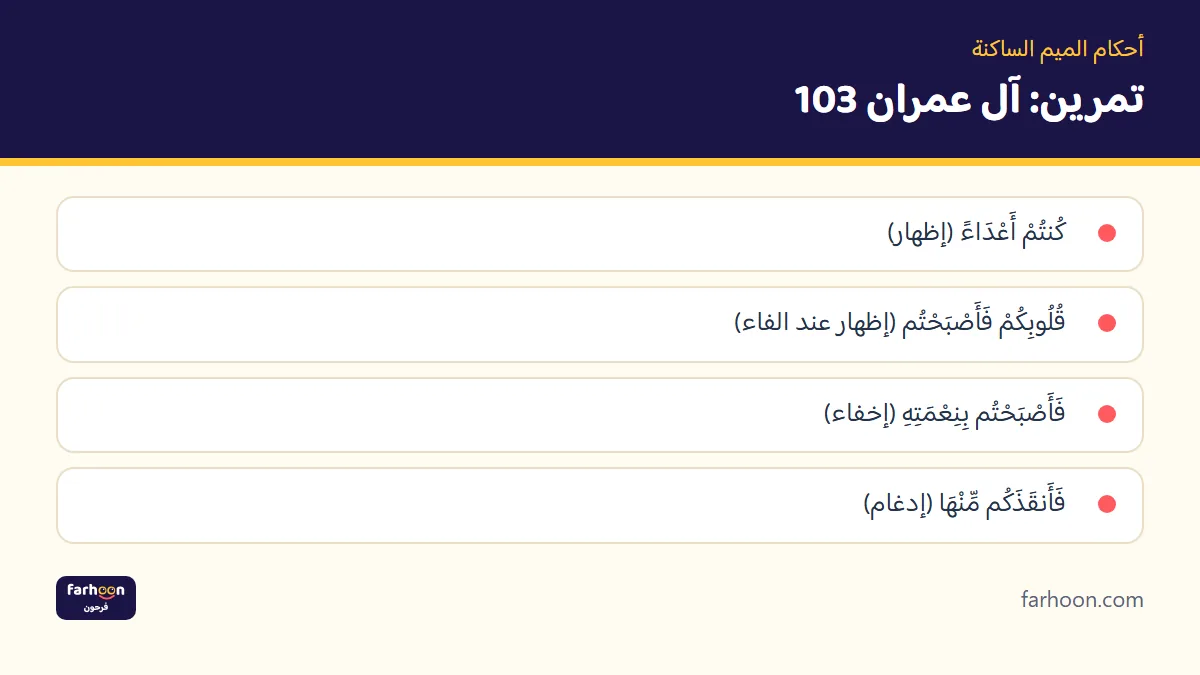 أحكام الميم الساكنة
تمرين: آل عمران 103
كُنتُمْ أَعْدَاءً (إظهار)
قُلُوبِكُمْ فَأَصْبَحْتُم (إظهار عند الفاء)
فَأَصْبَحْتُم بِنِعْمَتِهِ (إخفاء)
فَأَنقَذَكُم مِّنْهَا (إدغام)
farhoon
فرحون
farhoon.com